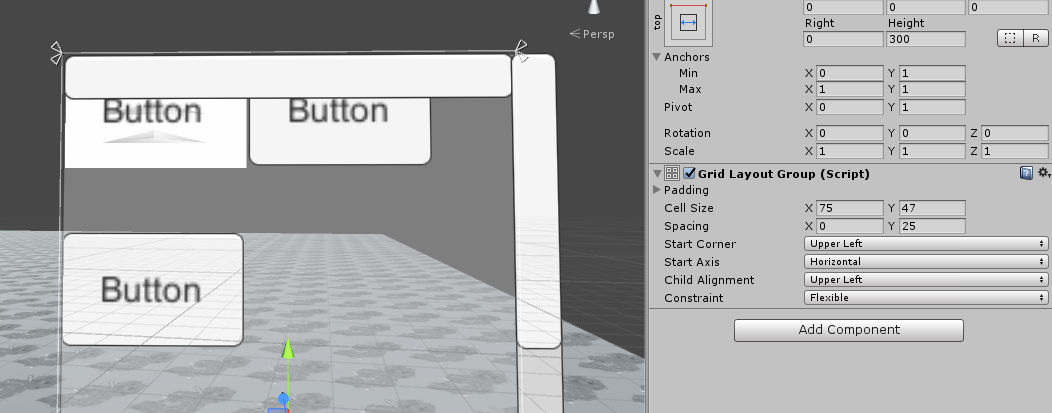 top
0 0 0
Right Height
0 300
R
Persp
Anchors
Min X 0 Y 1
Max X 1 Y 1
Pivot X 0 Y 1
Rotation X 0 Y 0 Z 0
Scale X 1 Y 1 Z 1
Grid Layout Group (Script)
Padding
Cell Size X 75 Y 47
Spacing X 0 Y 25
Start Corner Upper Left
Start Axis Horizontal
Child Alignment Upper Left
Constraint Flexible
Add Component
Button Button
Button